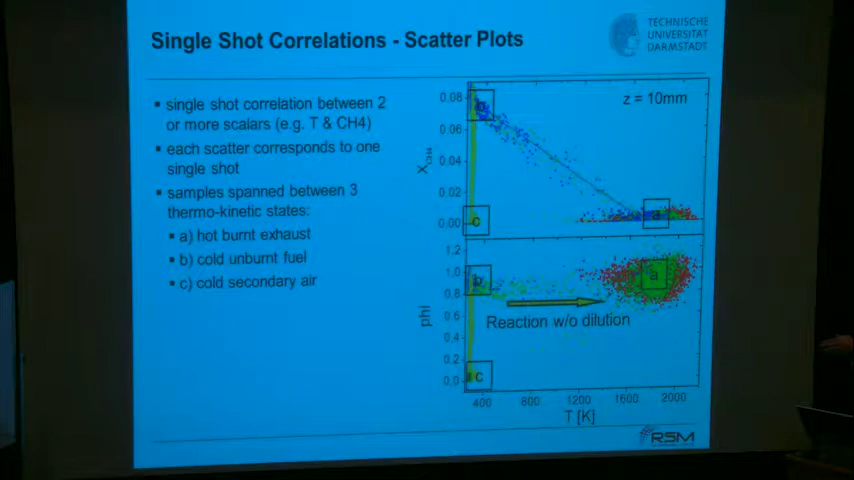 Single Shot Correlations - Scatter Plots
TECHNISCHE
UNIVERSITÄT
DARMSTADT
▪ single shot correlation between 2
or more scalars (e.g. T & CH4)
▪ each scatter corresponds to one
single shot
▪ samples spanned between 3
thermo-kinetic states:
▪ a) hot burnt exhaust
▪ b) cold unburnt fuel
▪ c) cold secondary air
z = 10mm
0.08
0.06
0.04
0.02
0.00
X_CH4
b
a
c
1,2
1,0
0.8
0.6
0.4
0.2
0,0
phi
b
a
c
Reaction w/o dilution
400 800 1200 1600 2000
T [K]
RSM